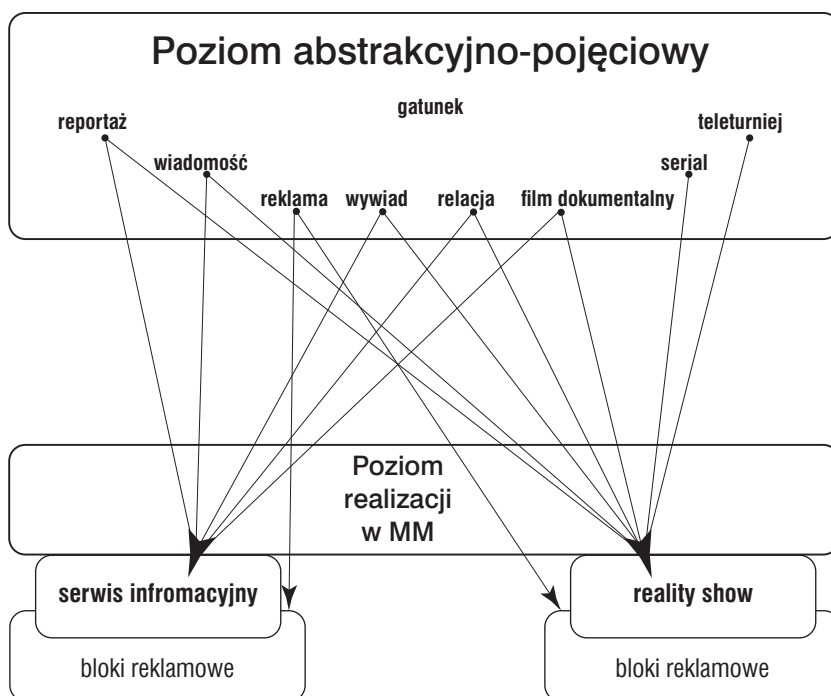 Poziom abstrakcyjno-pojęciowy
gatunek
reportaż
teleturniej
wiadomość
serial
reklama
wywiad
relacja
film dokumentalny
Poziom
realizacji
w MM
serwis infromacyjny
reality show
bloki reklamowe
bloki reklamowe